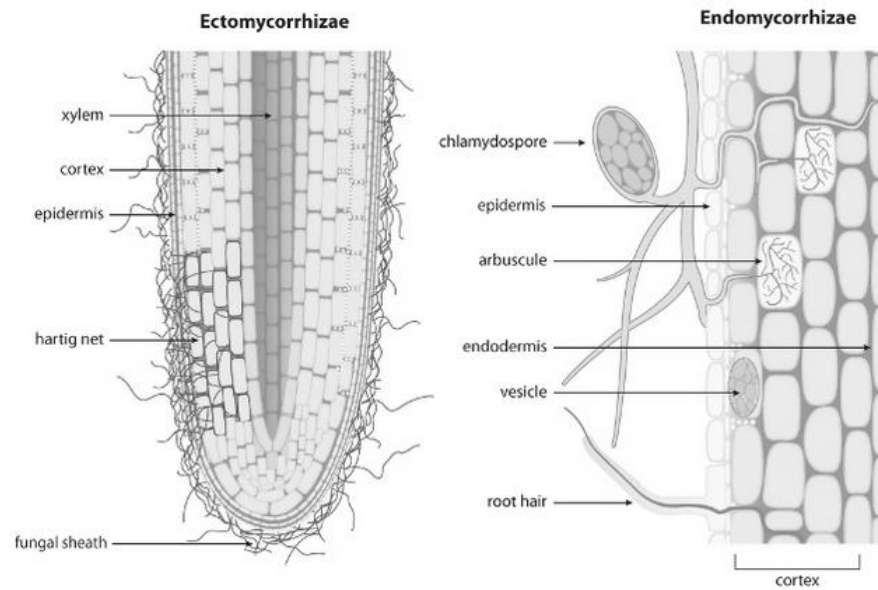 Ectomycorrhizae
xylem
cortex
epidermis
hartig net
fungal sheath
Endomycorrhizae
chlamydospore
epidermis
arbuscule
endodermis
vesicle
root hair
cortex